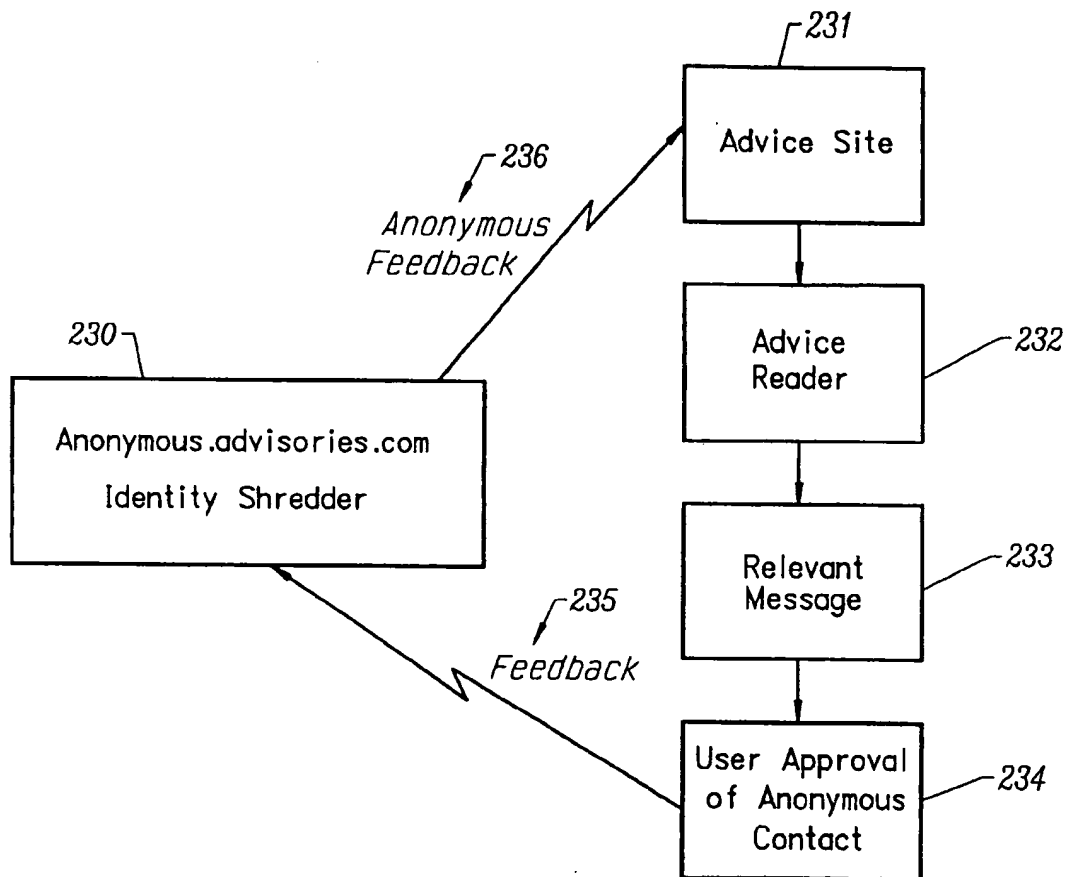 231
Advice Site
236
Anonymous
Feedback
230
Anonymous.advisories.com
Identity Shredder
Advice
Reader
232
Relevant
Message
233
235
Feedback
User Approval
of Anonymous
Contact
234